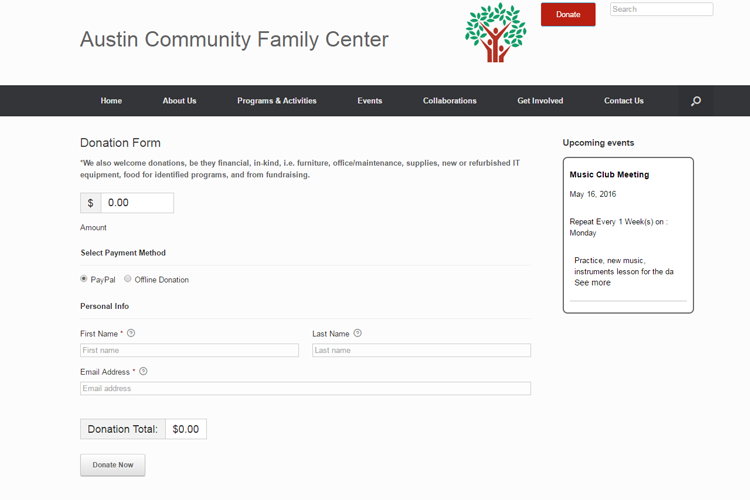 Austin Community Family Center
Donate
Search
Home About Us Programs & Activities Events Collaborations Get Involved Contact Us
Donation Form
*We also welcome donations, be they financial, in-kind, i.e. furniture, office/maintenance, supplies, new or refurbished IT
equipment, food for identified programs, and from fundraising.
$ 0.00
Amount
Select Payment Method
PayPal Offline Donation
Personal Info
First Name * Last Name
First name Last name
Email Address *
Email address
Donation Total: $0.00
Donate Now
Upcoming events
Music Club Meeting
May 16, 2016
Repeat Every 1 Week(s) on :
Monday
Practice, new music,
instruments lesson for the da
See more